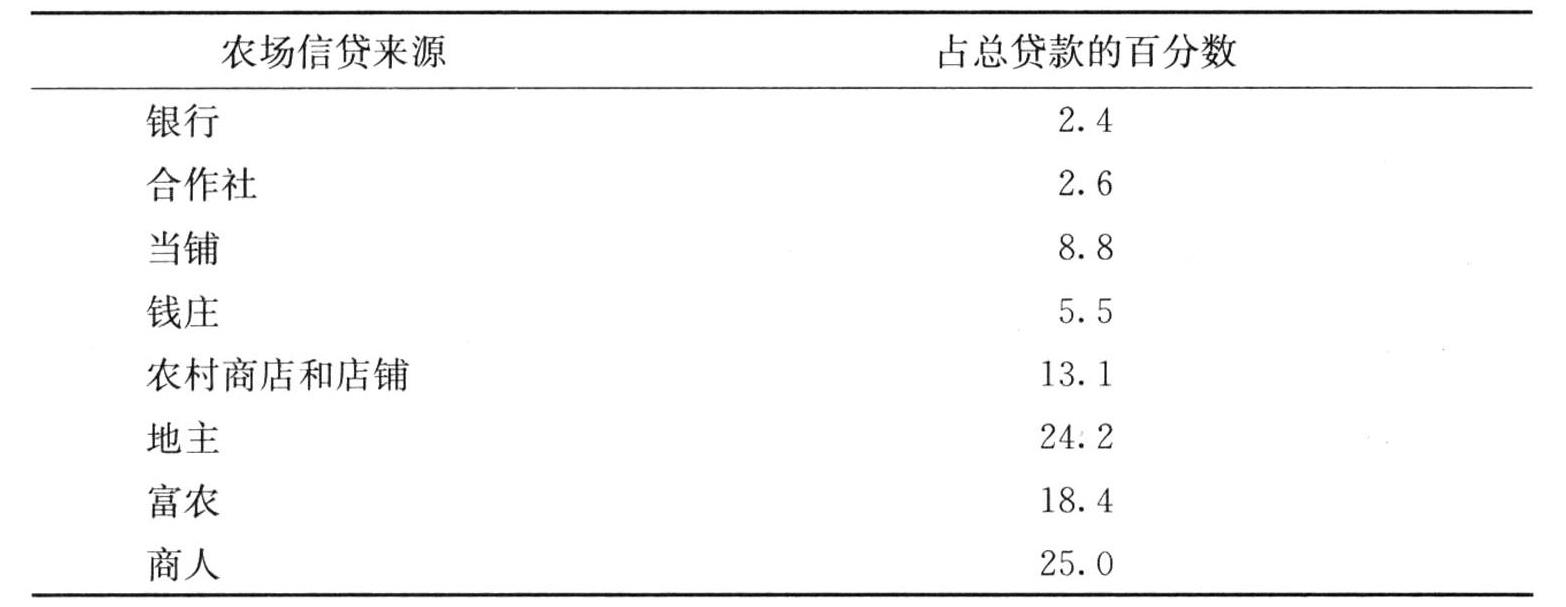 农场信贷来源 占总贷款的百分数
银行 2.4
合作社 2.6
当铺 8.8
钱庄 5.5
农村商店和店铺 13.1
地主 24.2
富农 18.4
商人 25.0